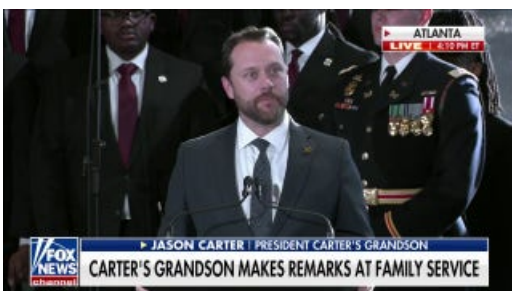 ATLANTA
LIVE 4:10 PM ET
JASON CARTER | PRESIDENT CARTER'S GRANDSON
FOX
NEWS
channel
CARTER'S GRANDSON MAKES REMARKS AT FAMILY SERVICE